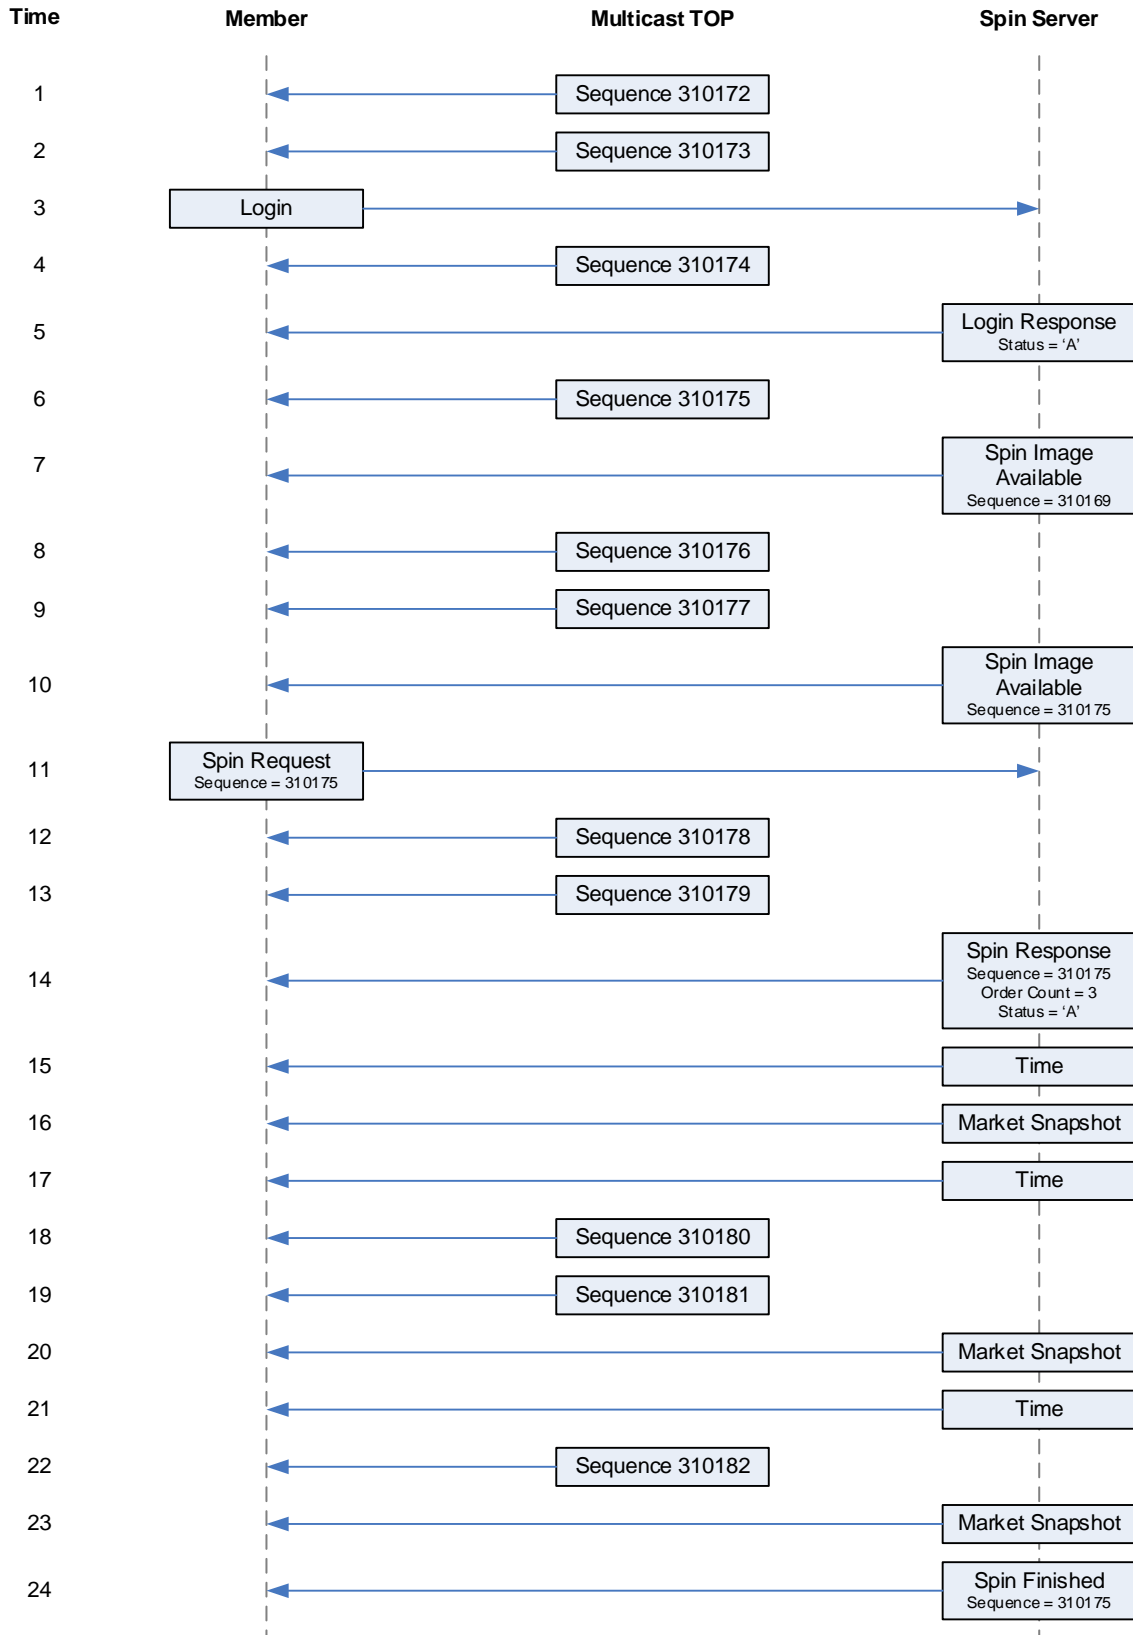 Time Member Multicast TOP Spin Server
1 Sequence 310172
2 Sequence 310173
3 Login
4 Sequence 310174
5 Login Response
Status = ‘A’
6 Sequence 310175
7 Spin Image
Available
Sequence = 310169
8 Sequence 310176
9 Sequence 310177
10 Spin Image
Available
Sequence = 310175
11 Spin Request
Sequence = 310175
12 Sequence 310178
13 Sequence 310179
14 Spin Response
Sequence = 310175
Order Count = 3
Status = ‘A’
15 Time
16 Market Snapshot
17 Time
18 Sequence 310180
19 Sequence 310181
20 Market Snapshot
21 Time
22 Sequence 310182
23 Market Snapshot
24 Spin Finished
Sequence = 310175